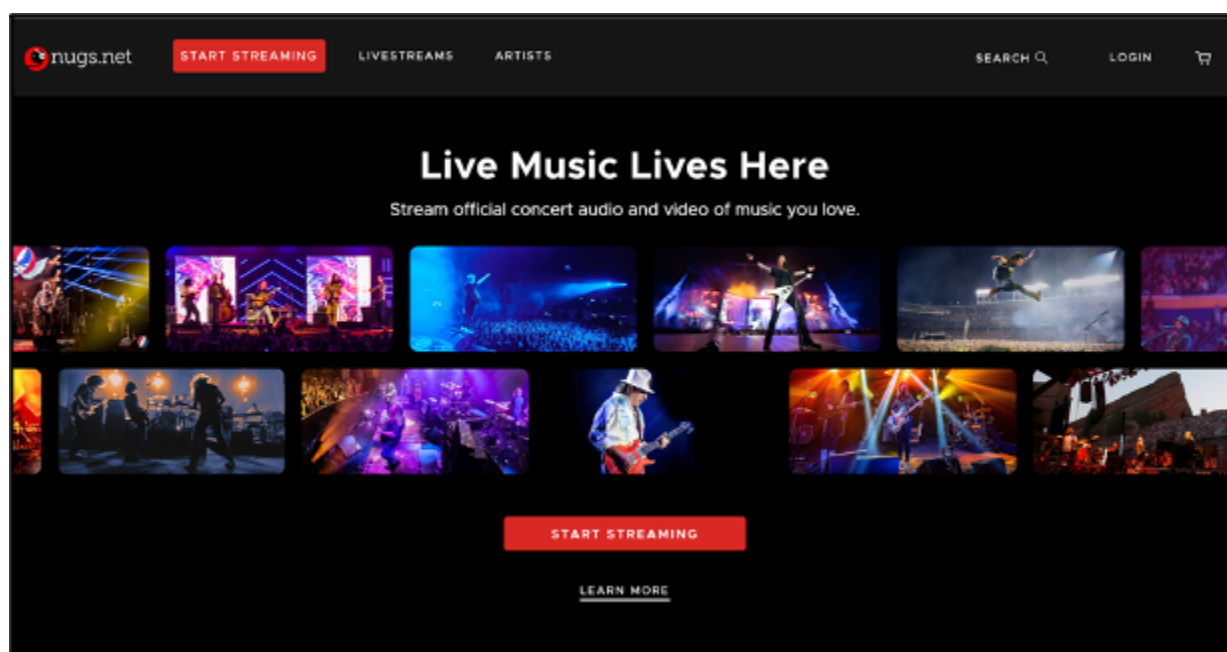 nugs.net
START STREAMING
LIVESTREAMS
ARTISTS
SEARCH
LOGIN
Live Music Lives Here
Stream official concert audio and video of music you love.
START STREAMING
LEARN MORE